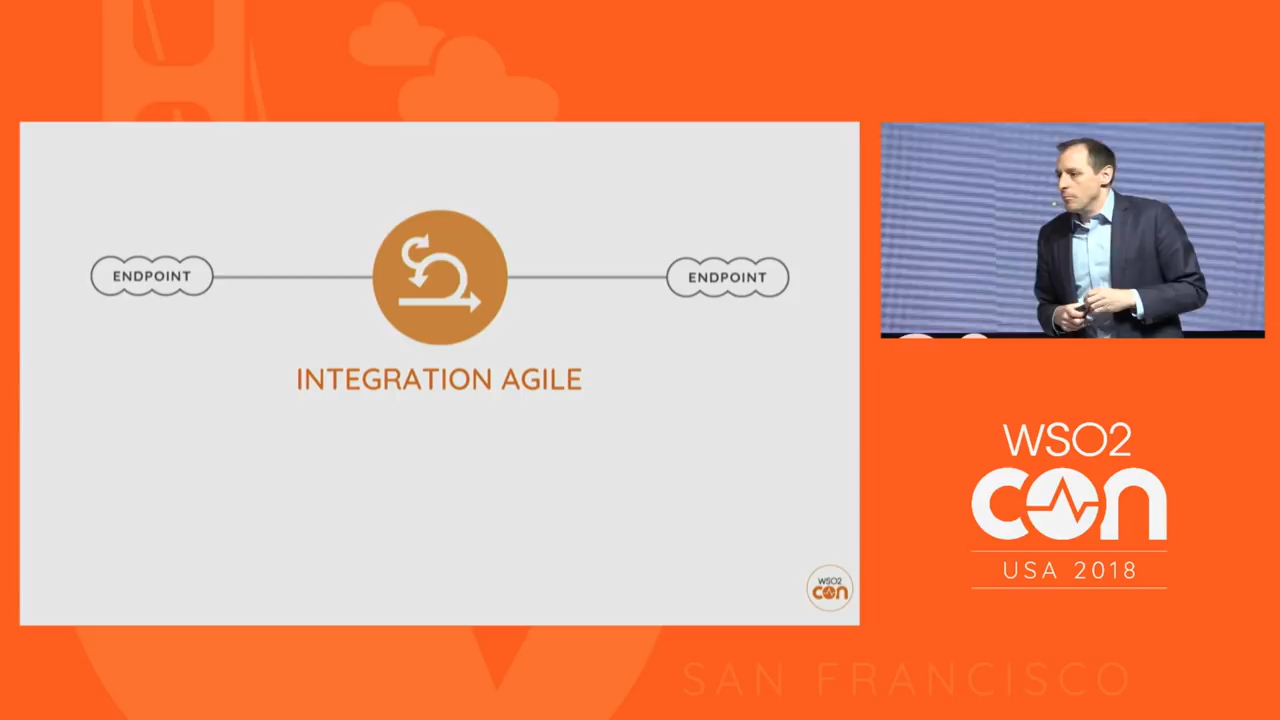 ENDPOINT
ENDPOINT
INTEGRATION AGILE
WSO2
con
WSO2
con
USA 2018
SAN FRANCISCO